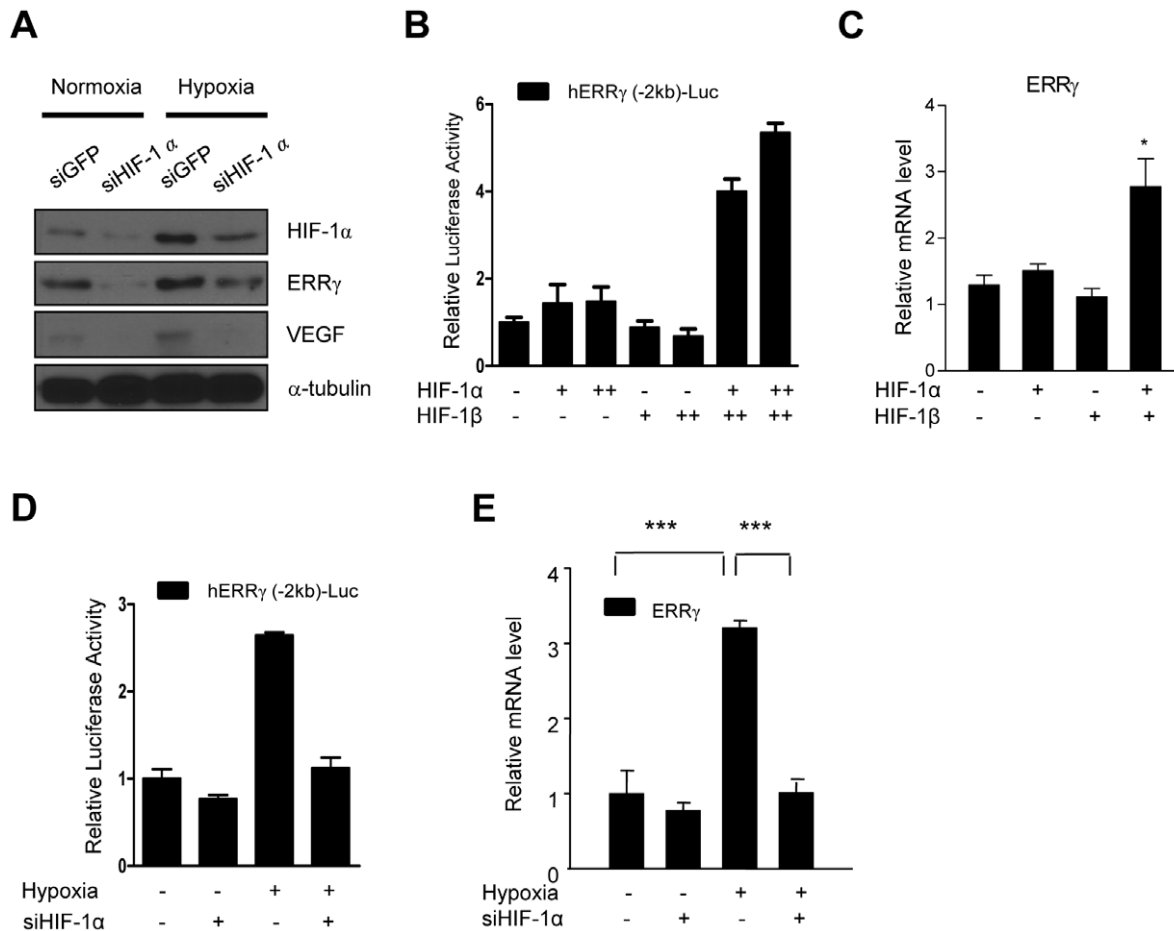 A
Normoxia Hypoxia
siGFP siHIF-1 α siGFP siHIF-1 α
HIF-1α
ERRγ
VEGF
α-tubulin
B
hERRγ (-2kb)-Luc
Relative Luciferase Activity
6
4
2
0
HIF-1α - + ++ - - + ++
HIF-1β - - - + ++ ++ ++
C
ERRγ
Relative mRNA level
4
3
2
1
0
*
HIF-1α - + - +
HIF-1β - - + +
D
hERRγ (-2kb)-Luc
Relative Luciferase Activity
3
2
1
0
Hypoxia - - + +
siHIF-1α - + - +
E
*** ***
ERRγ
Relative mRNA level
4
3
2
1
0
Hypoxia - - + +
siHIF-1α - + - +